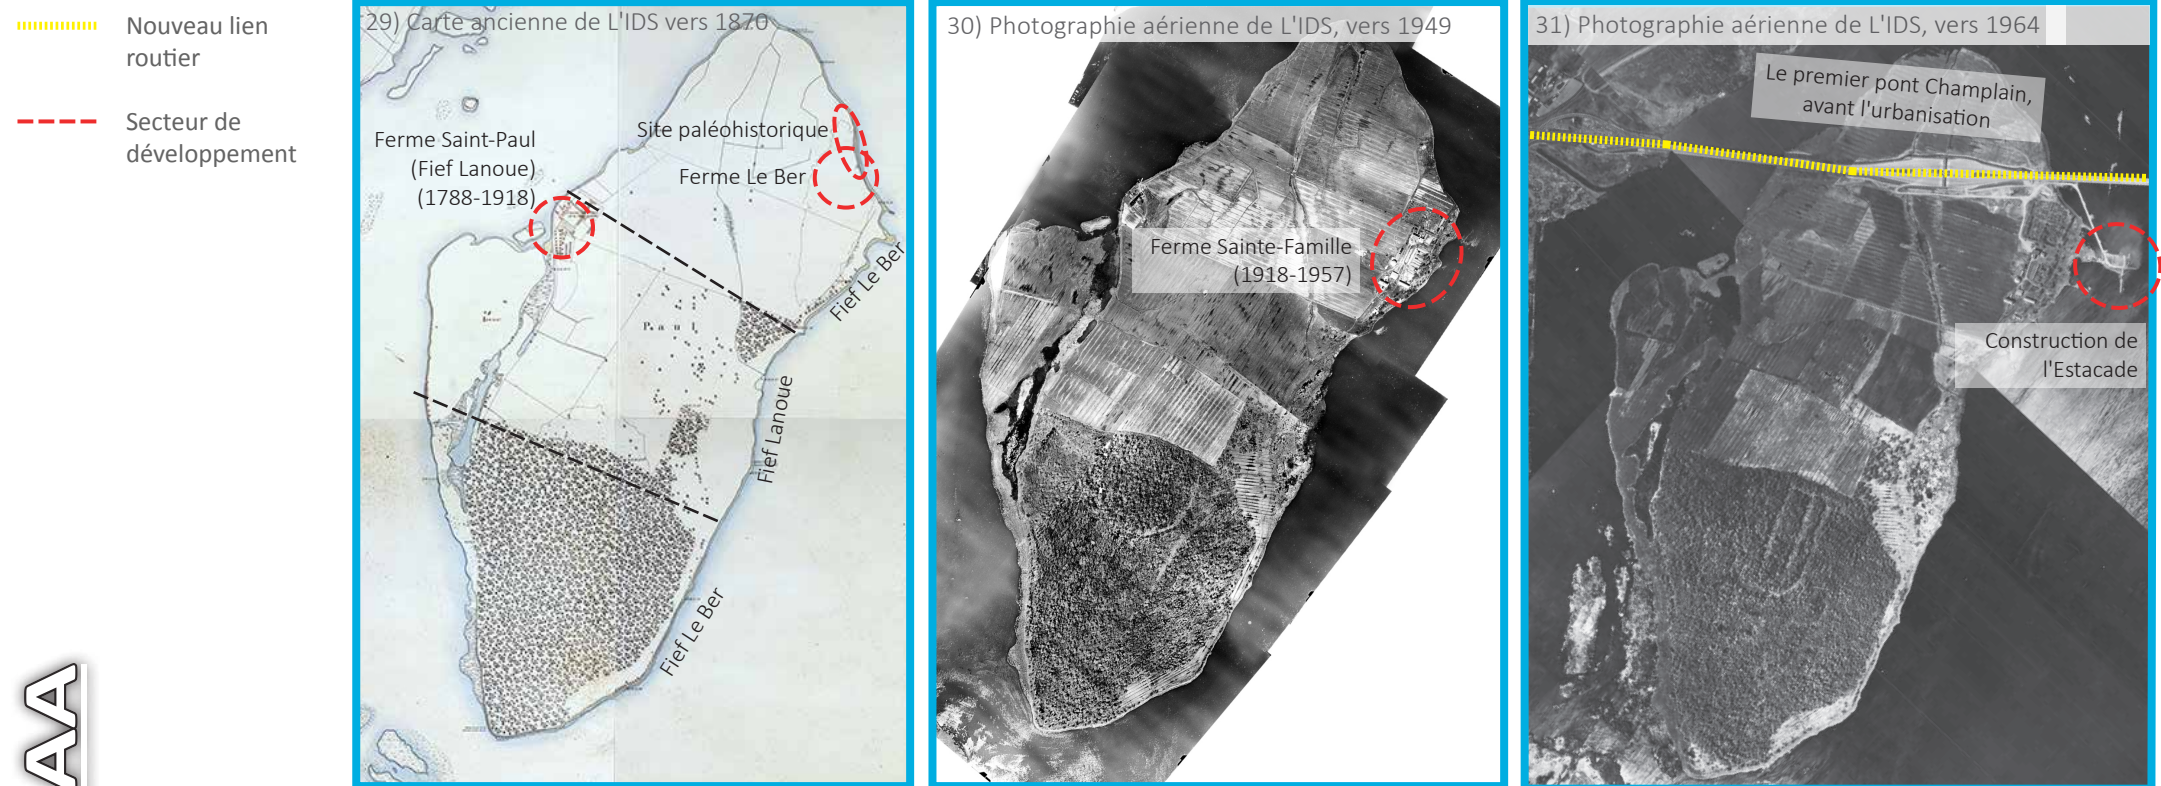 Nouveau lien
routier
Secteur de
développement
29) Carte ancienne de L'IDS vers 1870
Ferme Saint-Paul
(Fief Lanoue)
(1788-1918)
Site paléohistorique
Ferme Le Ber
Fief Le Ber
Paul
Fief Lanoue
Fief Le Ber
30) Photographie aérienne de L'IDS, vers 1949
Ferme Sainte-Famille
(1918-1957)
31) Photographie aérienne de L'IDS, vers 1964
Le premier pont Champlain,
avant l'urbanisation
Construction de
l'Estacade
AA